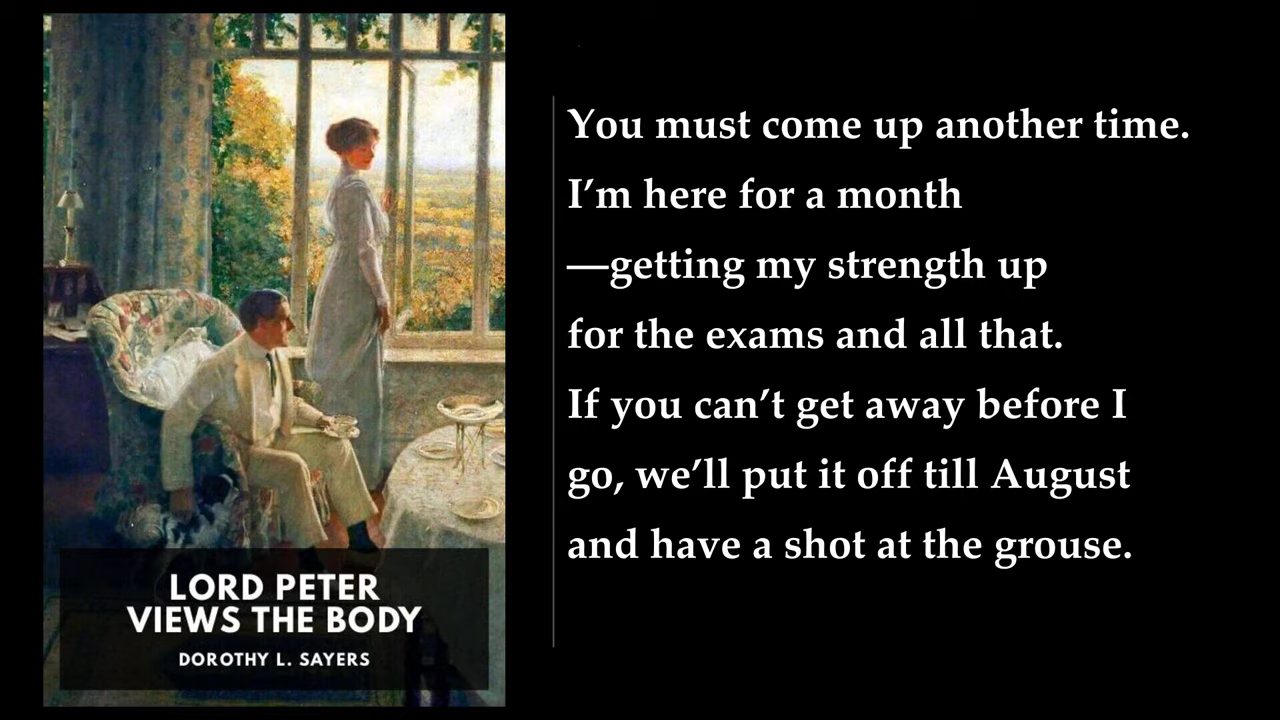 You must come up another time.
I’m here for a month
—getting my strength up
for the exams and all that.
If you can’t get away before I
go, we’ll put it off till August
and have a shot at the grouse.
LORD PETER
VIEWS THE BODY
DOROTHY L. SAYERS